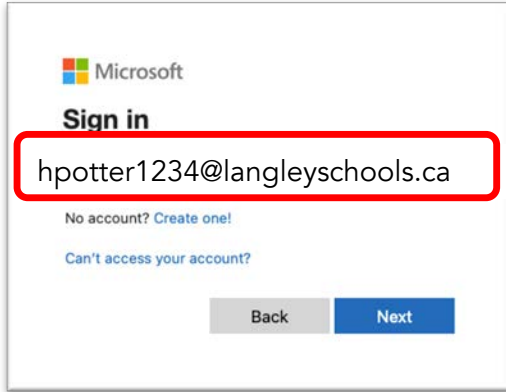 Microsoft
Sign in
hpotter1234@langleyschools.ca
No account? Create one!
Can't access your account?
Back Next